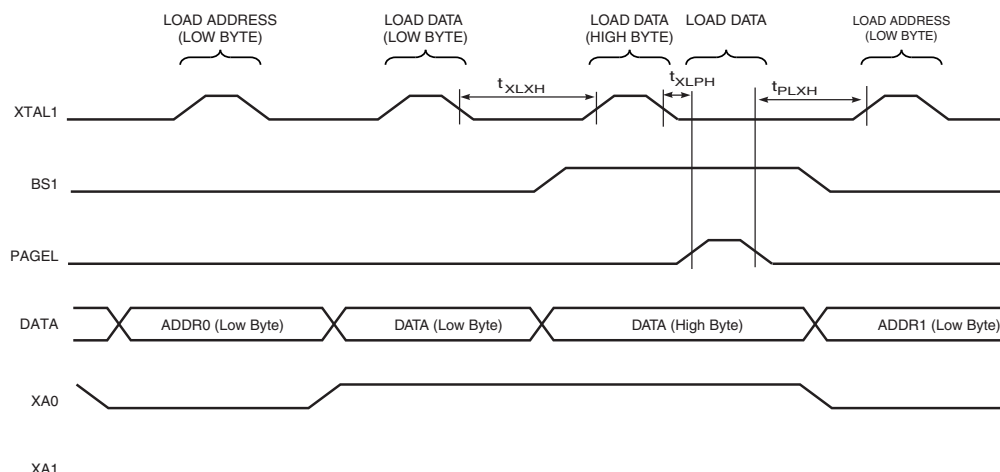 LOAD ADDRESS
(LOW BYTE)
LOAD DATA
(LOW BYTE)
LOAD DATA
(HIGH BYTE)
LOAD DATA
LOAD ADDRESS
(LOW BYTE)
XTAL1
tXLXH
tXLPH
tPLXH
BS1
PAGEL
DATA
ADDR0 (Low Byte)
DATA (Low Byte)
DATA (High Byte)
ADDR1 (Low Byte)
XA0
XA1